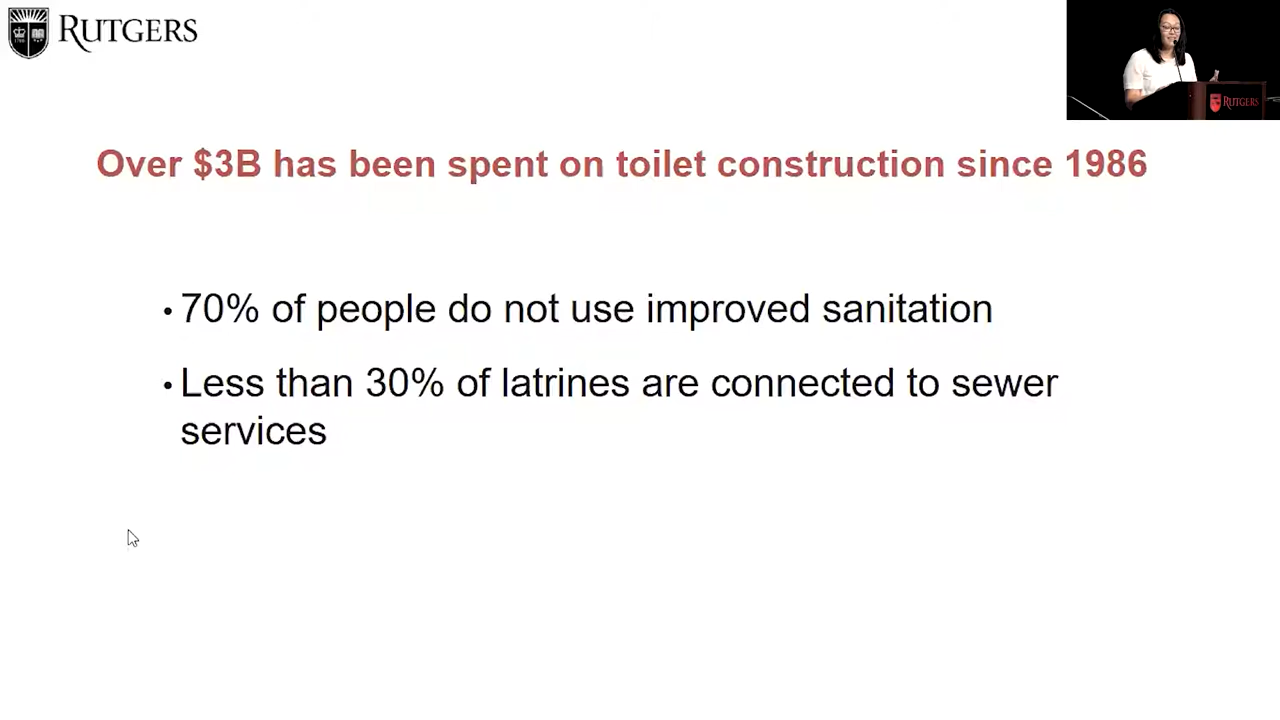 RUTGERS
RUTGERS
Over $3B has been spent on toilet construction since 1986
• 70% of people do not use improved sanitation
• Less than 30% of latrines are connected to sewer
services